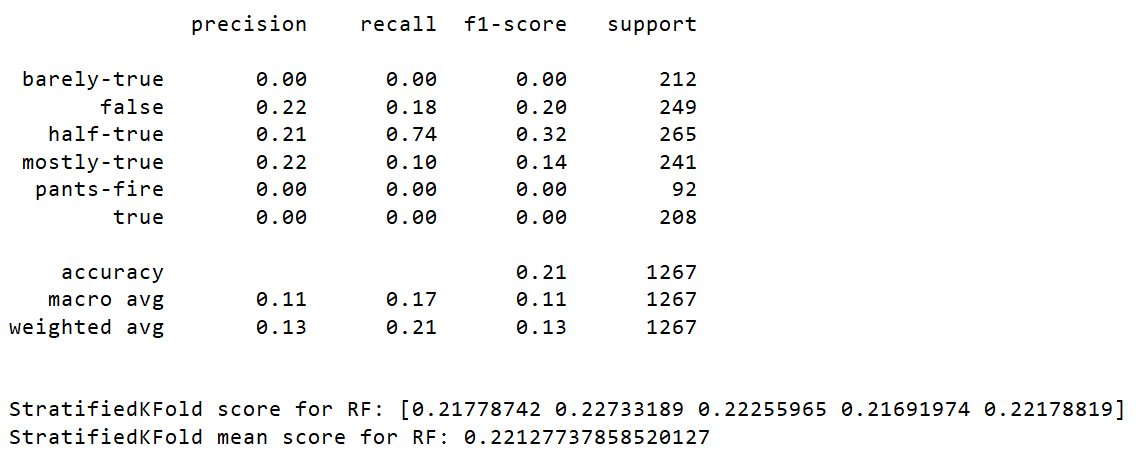 precision recall f1-score support
barely-true 0.00 0.00 0.00 212
false 0.22 0.18 0.20 249
half-true 0.21 0.74 0.32 265
mostly-true 0.22 0.10 0.14 241
pants-fire 0.00 0.00 0.00 92
true 0.00 0.00 0.00 208
accuracy 0.21 1267
macro avg 0.11 0.17 0.11 1267
weighted avg 0.13 0.21 0.13 1267
StratifiedKFold score for RF: [0.21778742 0.22733189 0.22255965 0.21691974 0.22178819]
StratifiedKFold mean score for RF: 0.22127737858520127